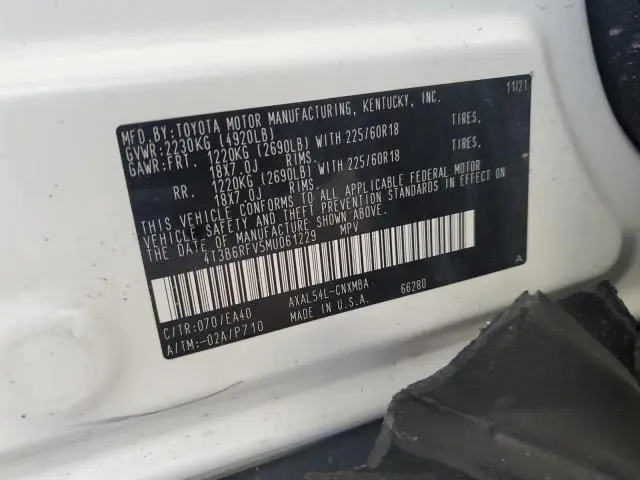 MFD.BY:TOYOTA MOTOR MANUFACTURING, KENTUCKY, INC. 11/21
GVWR:2230KG (4920LB)
GAWR:FRT. 1220KG (2690LB) WITH 225/60R18 TIRES,
18X7.0J RIMS.
RR. 1220KG (2690LB) WITH 225/60R18 TIRES,
18X7.0J RIMS.
THIS VEHICLE CONFORMS TO ALL APPLICABLE FEDERAL MOTOR
VEHICLE SAFETY AND THEFT PREVENTION STANDARDS IN EFFECT ON
THE DATE OF MANUFACTURE SHOWN ABOVE.
4T3B6RFV5MU061229 MPV
A
C/TR:070/EA40 AXAL54L-CNXMBA 66280
A/TM:-02A/P710 MADE IN U.S.A.